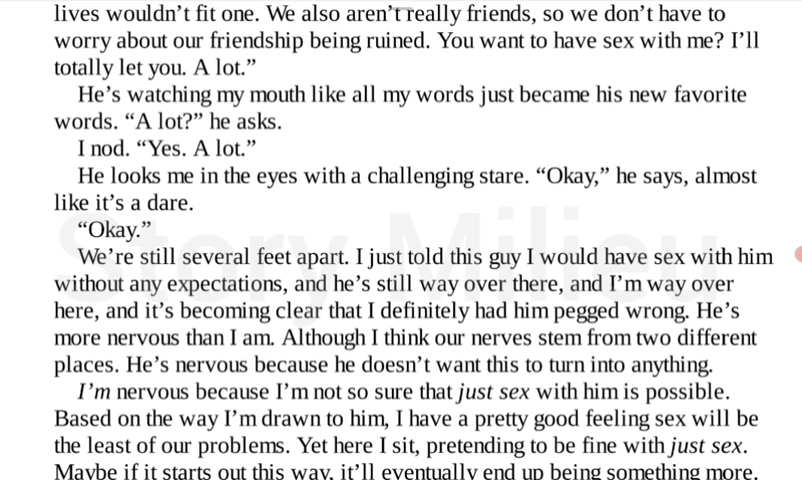 lives wouldn’t fit one. We also aren’t really friends, so we don’t have to
worry about our friendship being ruined. You want to have sex with me? I’ll
totally let you. A lot.”
He’s watching my mouth like all my words just became his new favorite
words. “A lot?” he asks.
I nod. “Yes. A lot.”
He looks me in the eyes with a challenging stare. “Okay,” he says, almost
like it’s a dare.
“Okay.”
Story Milieu
We’re still several feet apart. I just told this guy I would have sex with him
without any expectations, and he’s still way over there, and I’m way over
here, and it’s becoming clear that I definitely had him pegged wrong. He’s
more nervous than I am. Although I think our nerves stem from two different
places. He’s nervous because he doesn’t want this to turn into anything.
I’m nervous because I’m not so sure that just sex with him is possible.
Based on the way I’m drawn to him, I have a pretty good feeling sex will be
the least of our problems. Yet here I sit, pretending to be fine with just sex.
Maybe if it starts out this way, it’ll eventually end up being something more.